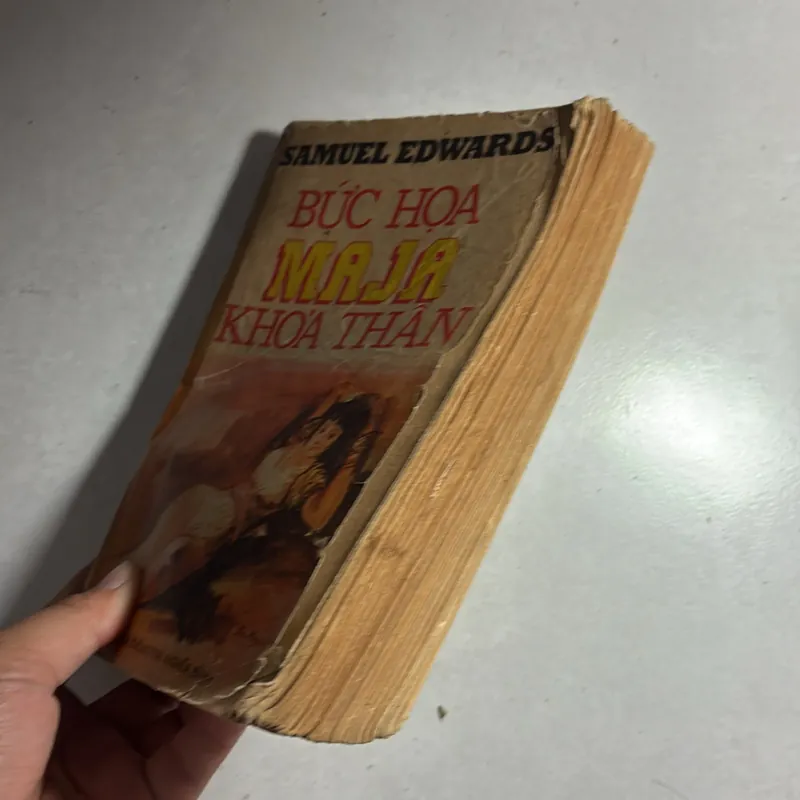 SAMUEL EDWARDS
BỨC HỌA
MAJA
KHỎA THÂN